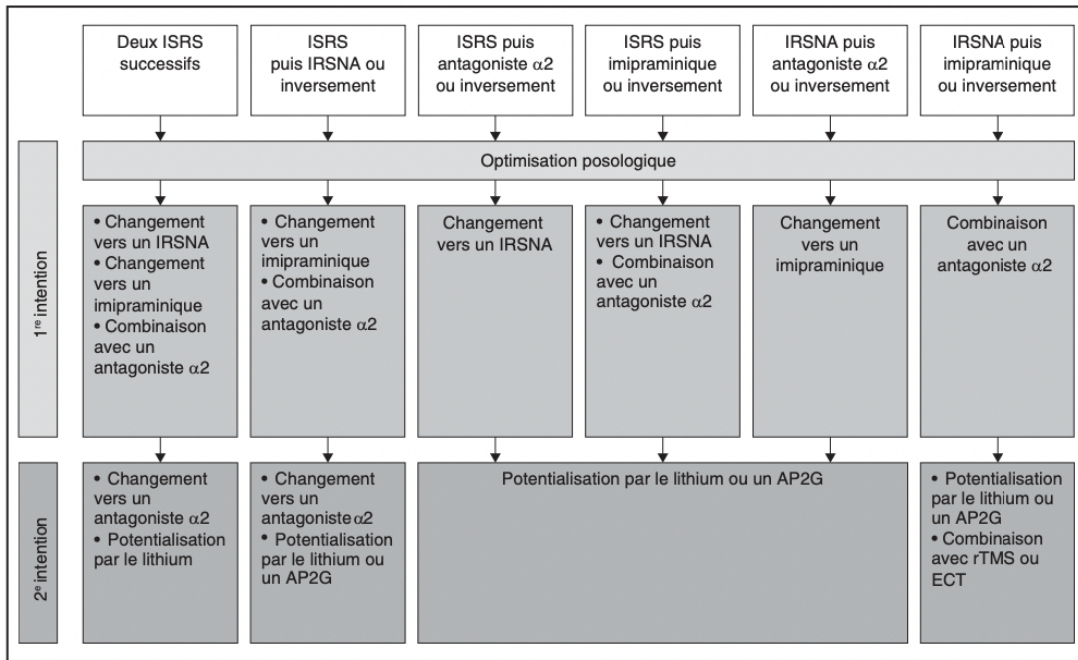 Deux ISRS
successifs
ISRS
puis IRSNA ou
inversement
ISRS puis
antagoniste α2
ou inversement
ISRS puis
imipraminique
ou inversement
IRSNA puis
antagoniste α2
ou inversement
IRSNA puis
imipraminique
ou inversement
1re intention
Optimisation posologique
• Changement
vers un IRSNA
• Changement
vers un
imipraminique
• Combinaison
avec un
antagoniste α2
• Changement
vers un
imipraminique
• Combinaison
avec un
antagoniste α2
Changement
vers un IRSNA
• Changement
vers un IRSNA
• Combinaison
avec un
antagoniste α2
Changement
vers un
imipraminique
Combinaison
avec un
antagoniste α2
2e intention
• Changement
vers un
antagoniste α2
• Potentialisation
par le lithium
• Changement
vers un
antagoniste α2
• Potentialisation
par le lithium ou
un AP2G
Potentialisation par le lithium ou un AP2G
• Potentialisation
par le lithium ou
un AP2G
• Combinaison
avec rTMS ou
ECT